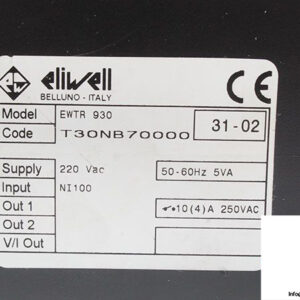 eliwell
BELLUNO - ITALY
CE
Model EWTR 930
Code T30NB70000 31-02
Supply 220 Vac 50-60Hz 5VA
Input NI100
Out 1 10(4)A 250VAC
Out 2
V/I Out